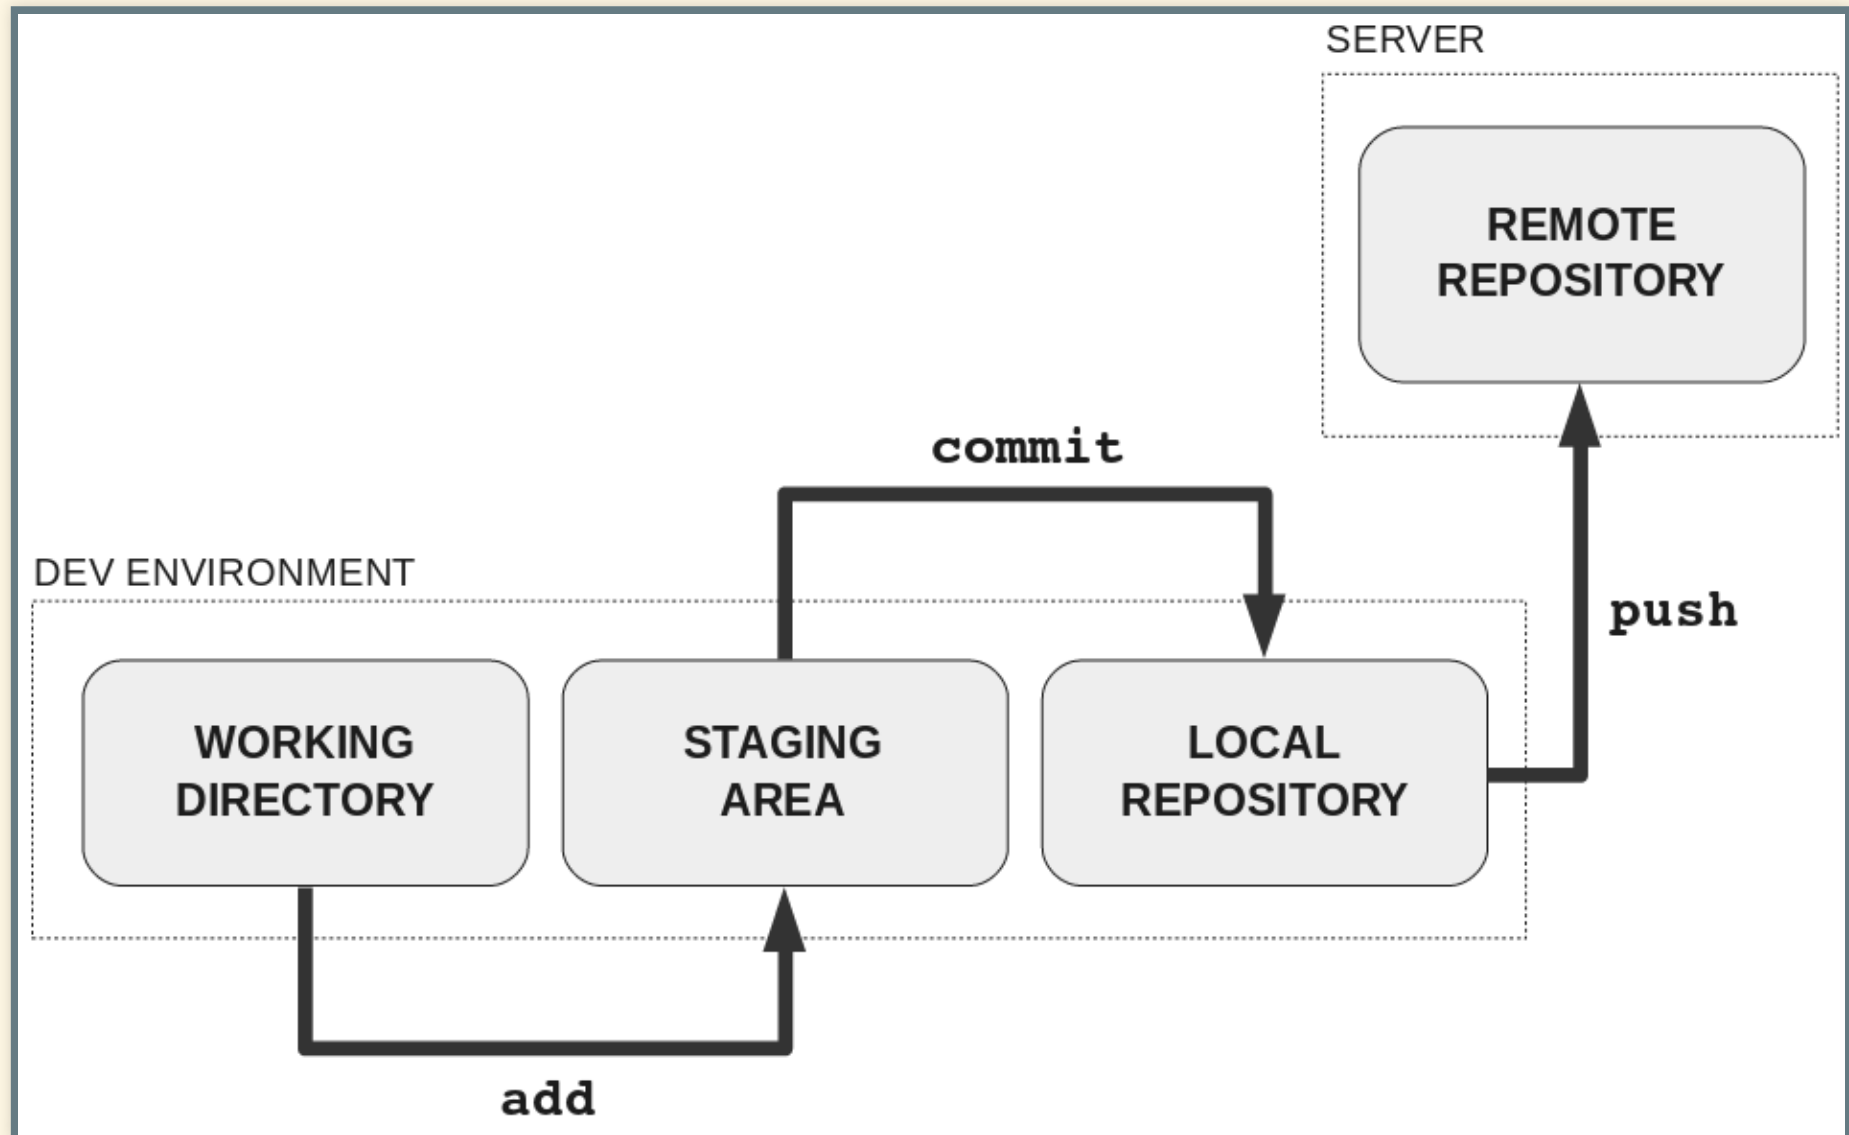 SERVER
REMOTE
REPOSITORY
commit
DEV ENVIRONMENT
push
WORKING
DIRECTORY
STAGING
AREA
LOCAL
REPOSITORY
add